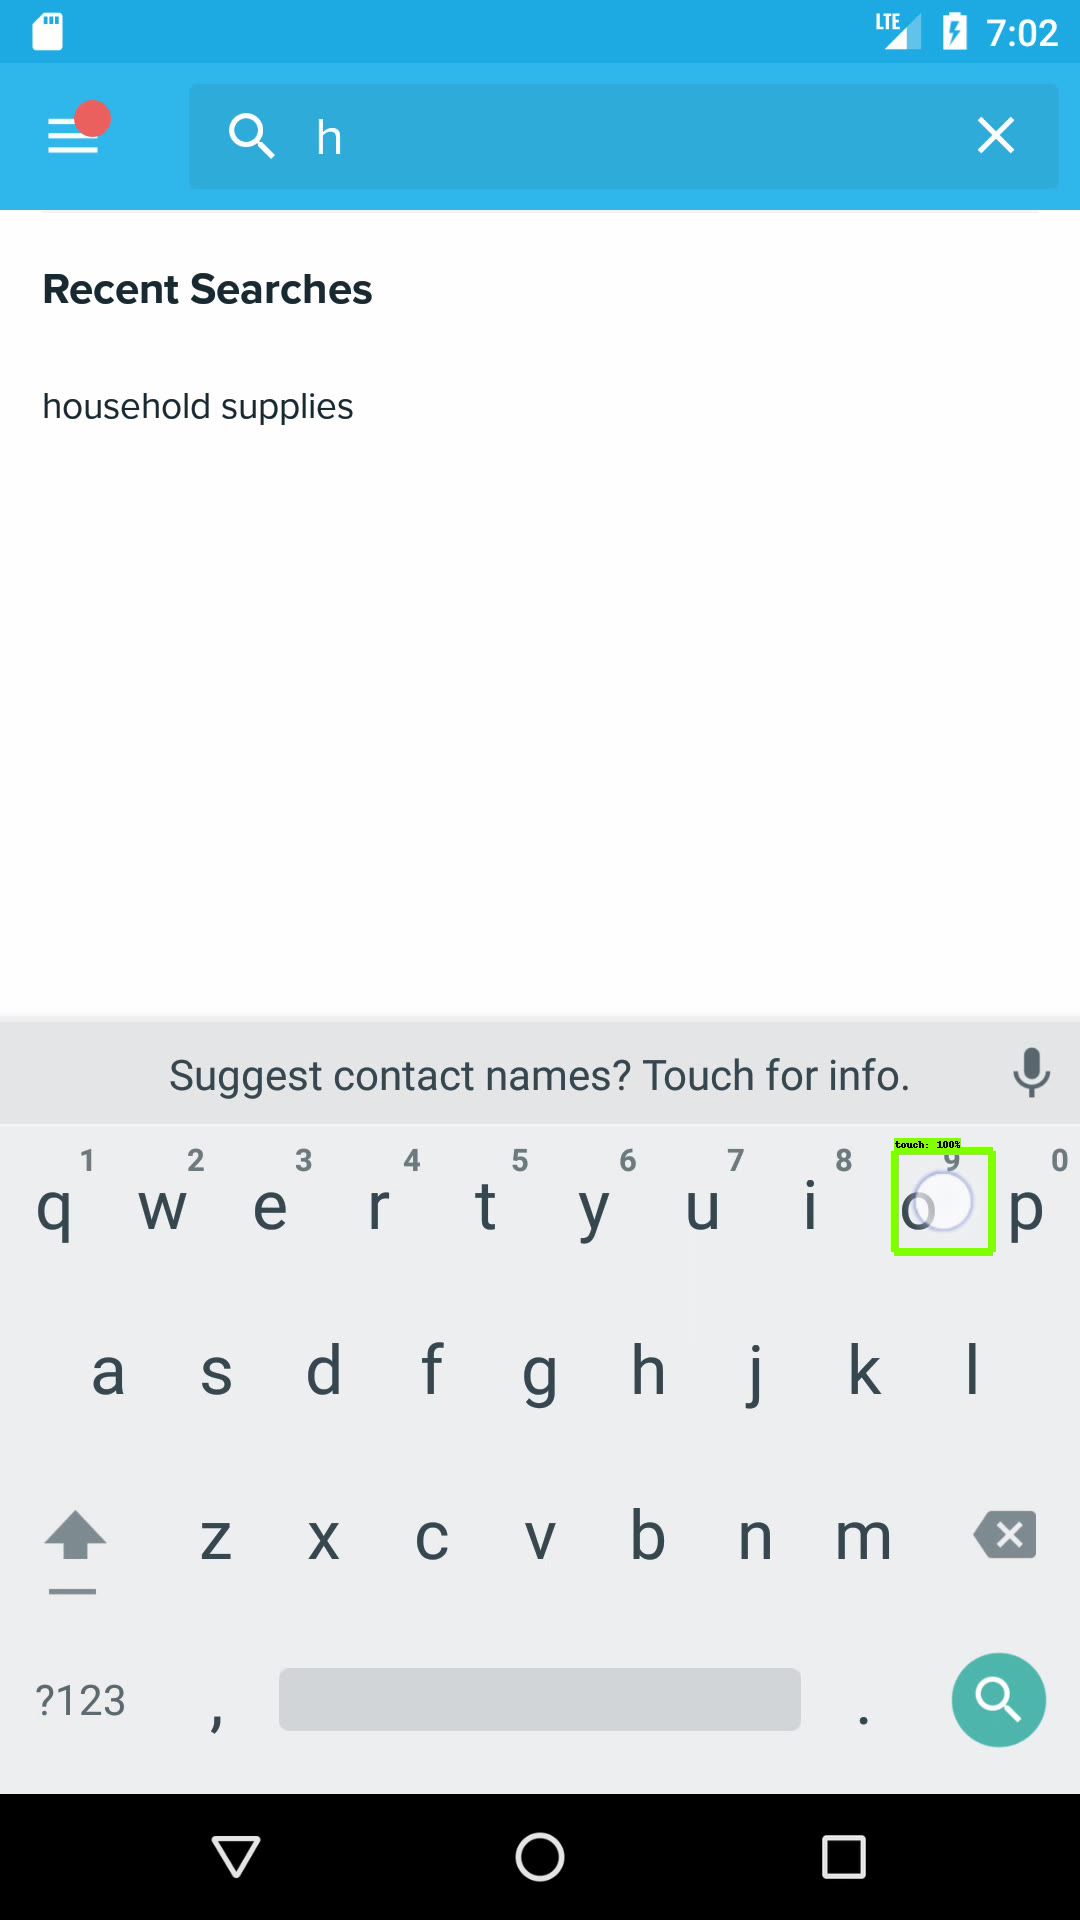 LTE 7:02
h
Recent Searches
household supplies
Suggest contact names? Touch for info.
touch: 100%
1 2 3 4 5 6 7 8 9 0
q w e r t y u i o p
a s d f g h j k l
z x c v b n m
?123 , .